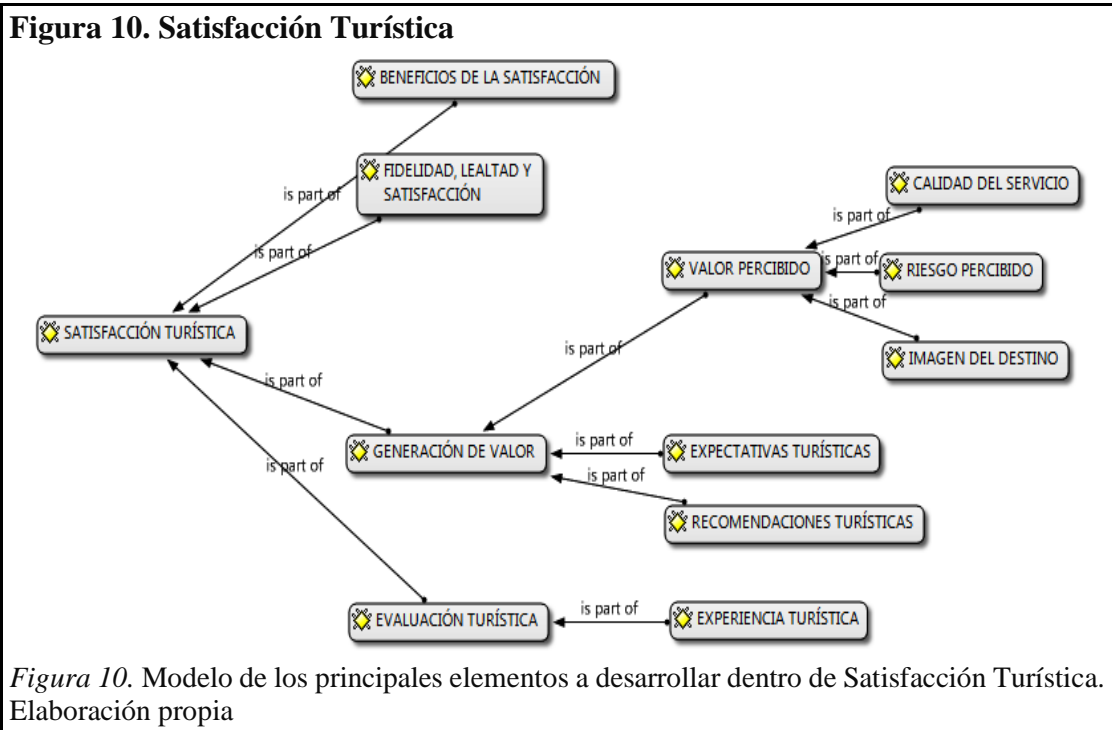 Figura 10. Satisfacción Turística
BENEFICIOS DE LA SATISFACCIÓN
FIDELIDAD, LEALTAD Y
SATISFACCIÓN
is part of
is part of
CALIDAD DEL SERVICIO
is part of
VALOR PERCIBIDO
is part of
RIESGO PERCIBIDO
is part of
IMAGEN DEL DESTINO
SATISFACCIÓN TURÍSTICA
is part of
is part of
GENERACIÓN DE VALOR
is part of
EXPECTATIVAS TURÍSTICAS
is part of
RECOMENDACIONES TURÍSTICAS
is part of
EVALUACIÓN TURÍSTICA
is part of
EXPERIENCIA TURÍSTICA
Figura 10. Modelo de los principales elementos a desarrollar dentro de Satisfacción Turística.
Elaboración propia